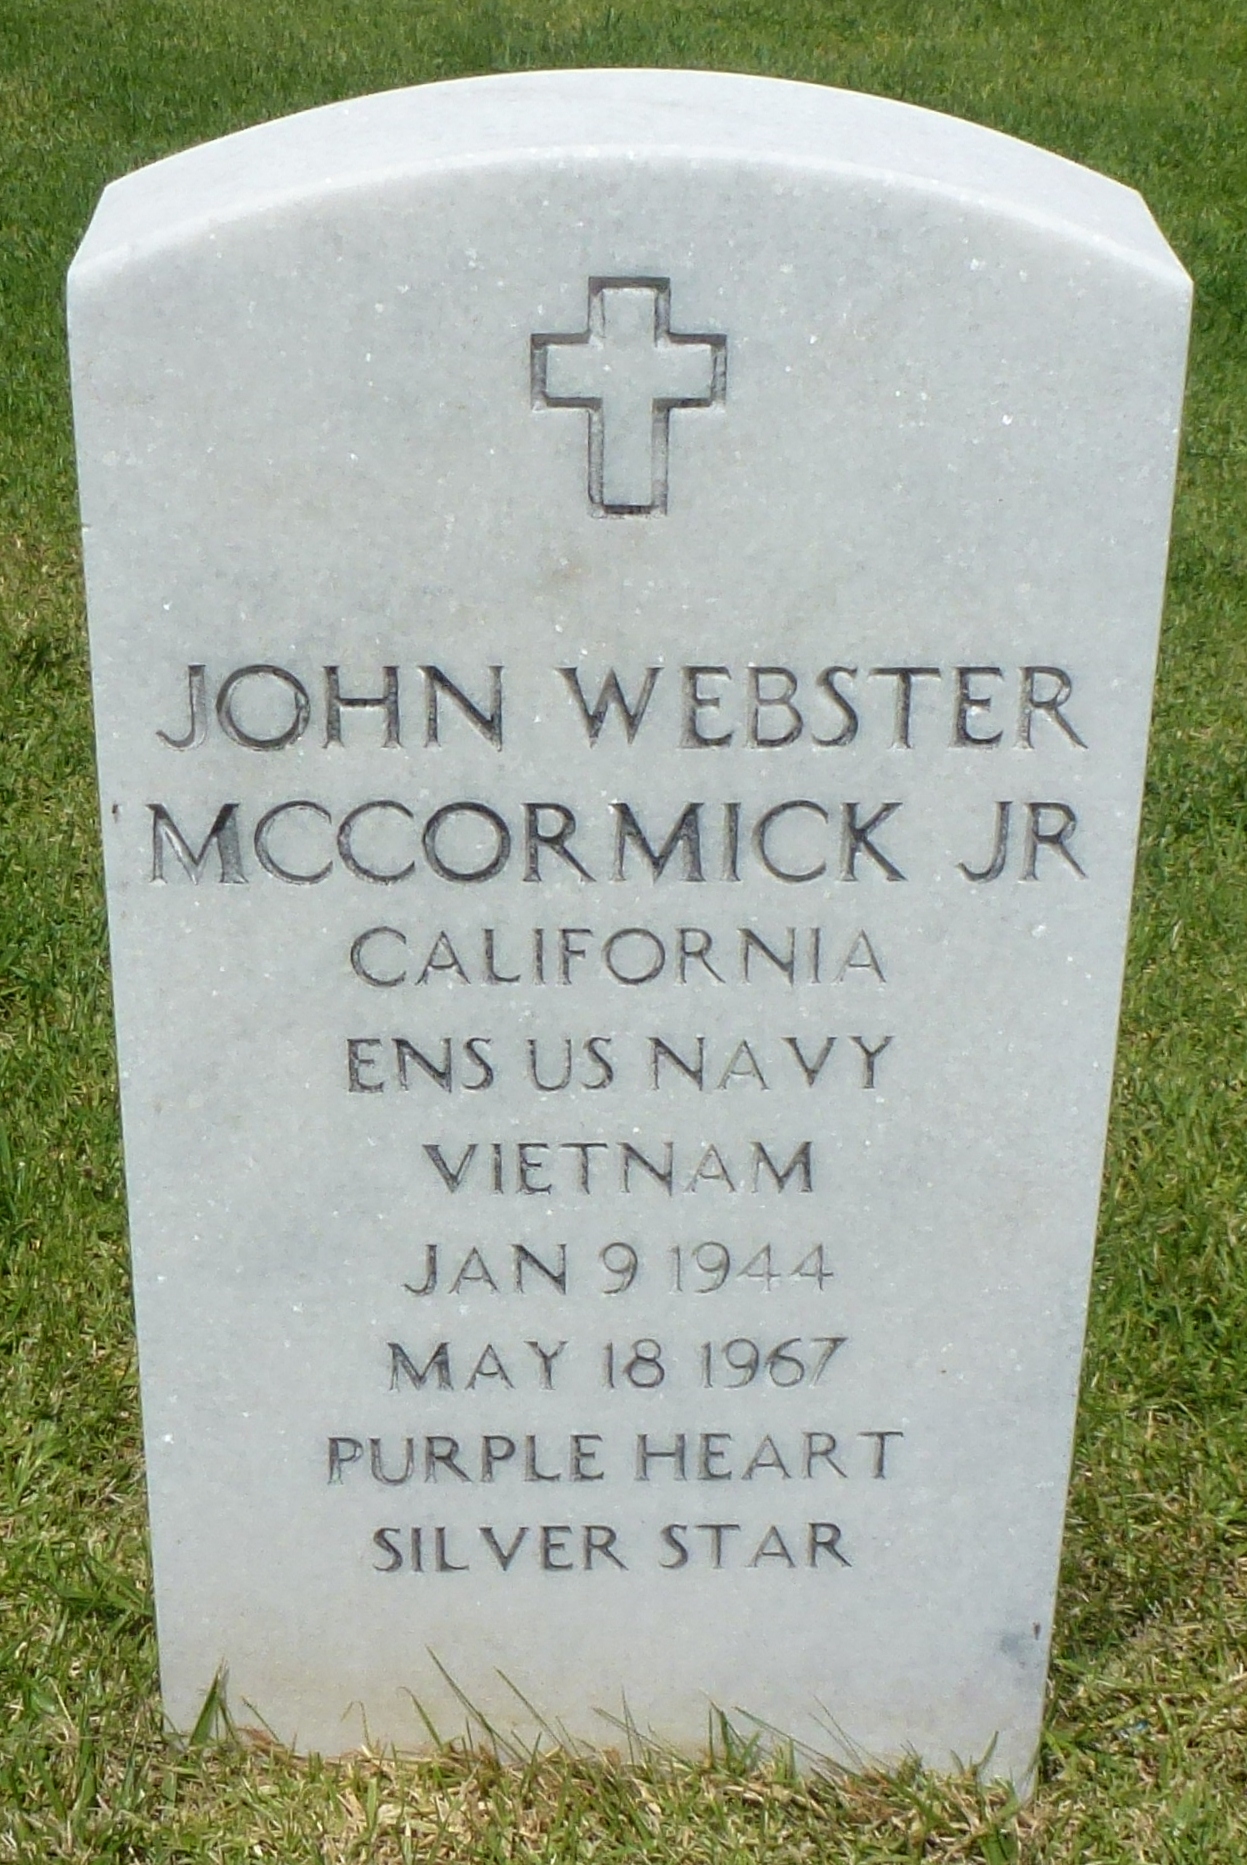 JOHN WEBSTER
MCCORMICK JR
CALIFORNIA
ENS US NAVY
VIETNAM
JAN 9 1944
MAY 18 1967
PURPLE HEART
SILVER STAR